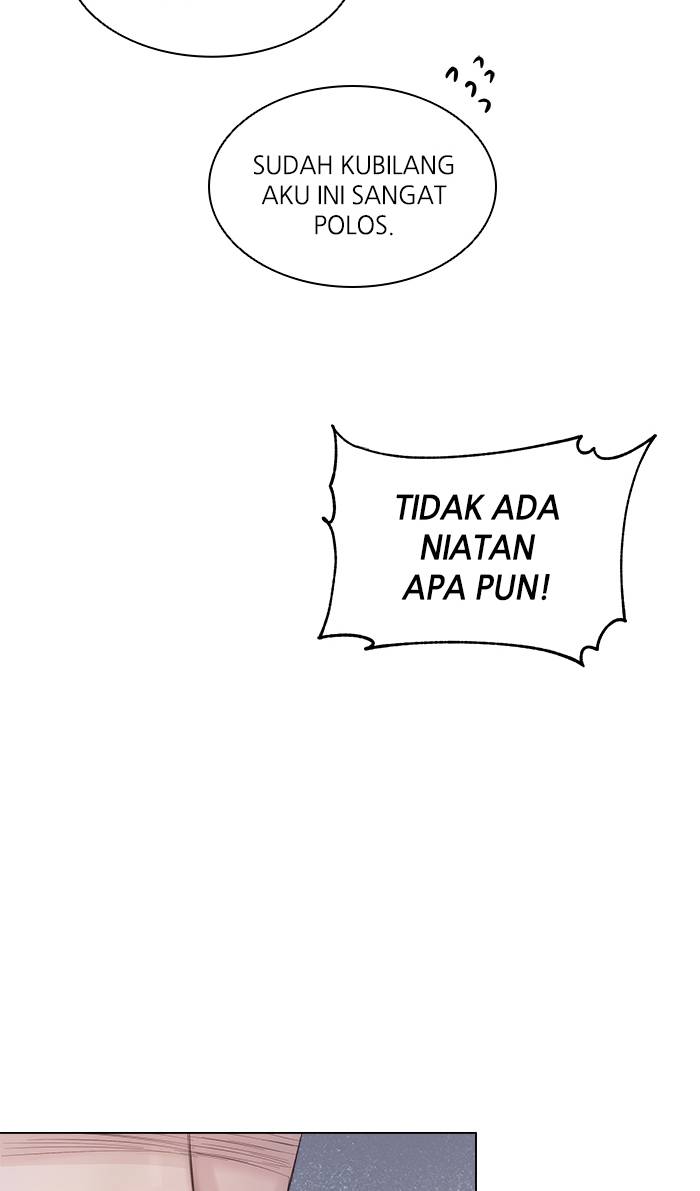 SUDAH KUBILANG
AKU INI SANGAT
POLOS.
TIDAK ADA
NIATAN
APA PUN!